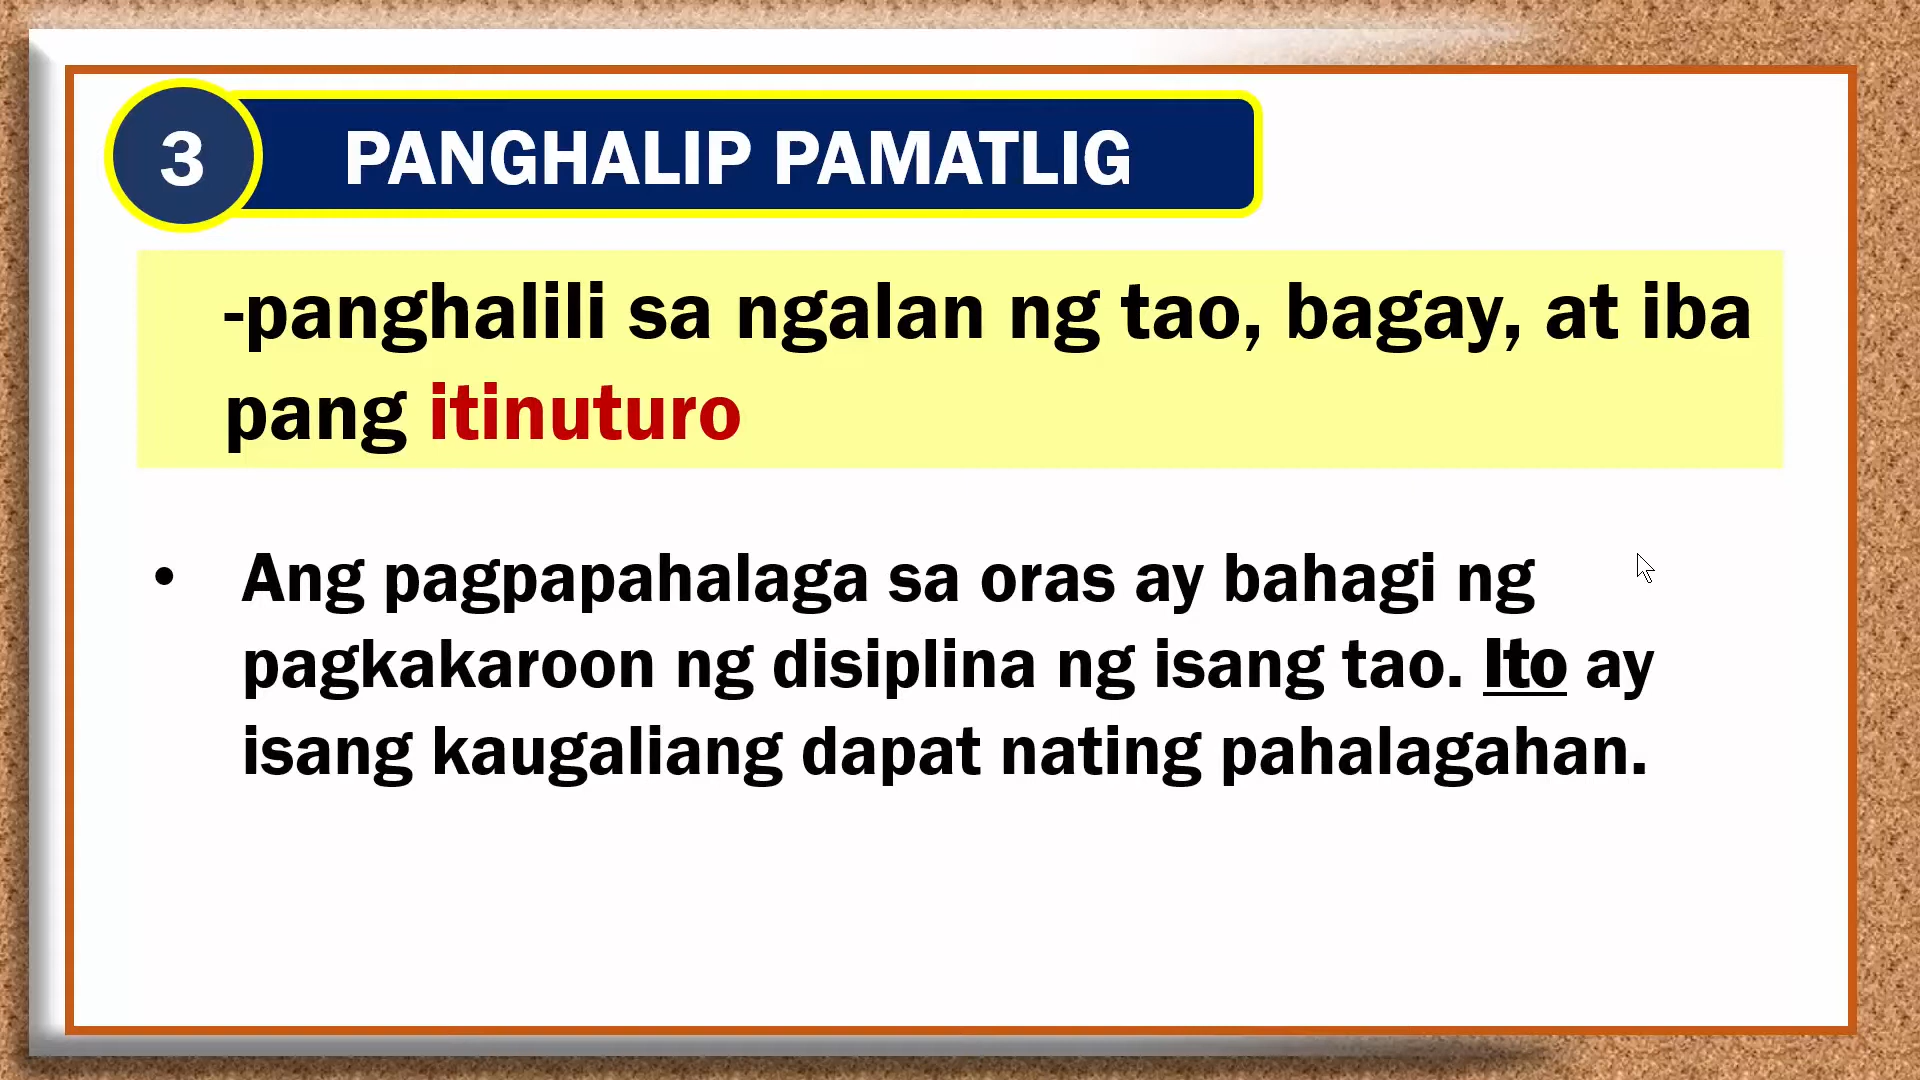 3 PANGHALIP PAMATLIG
-panghalili sa ngalan ng tao, bagay, at iba
pang itinuturo
• Ang pagpapahalaga sa oras ay bahagi ng
pagkakaroon ng disiplina ng isang tao. Ito ay
isang kaugaliang dapat nating pahalagahan.